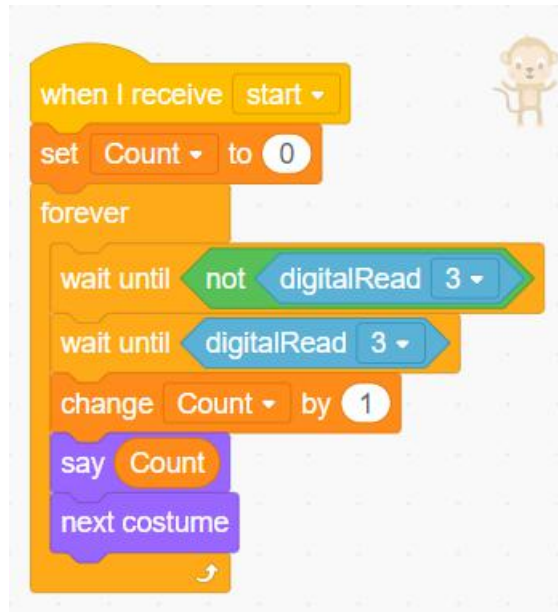 when I receive start
set Count to 0
forever
wait until not digitalRead 3
wait until digitalRead 3
change Count by 1
say Count
next costume